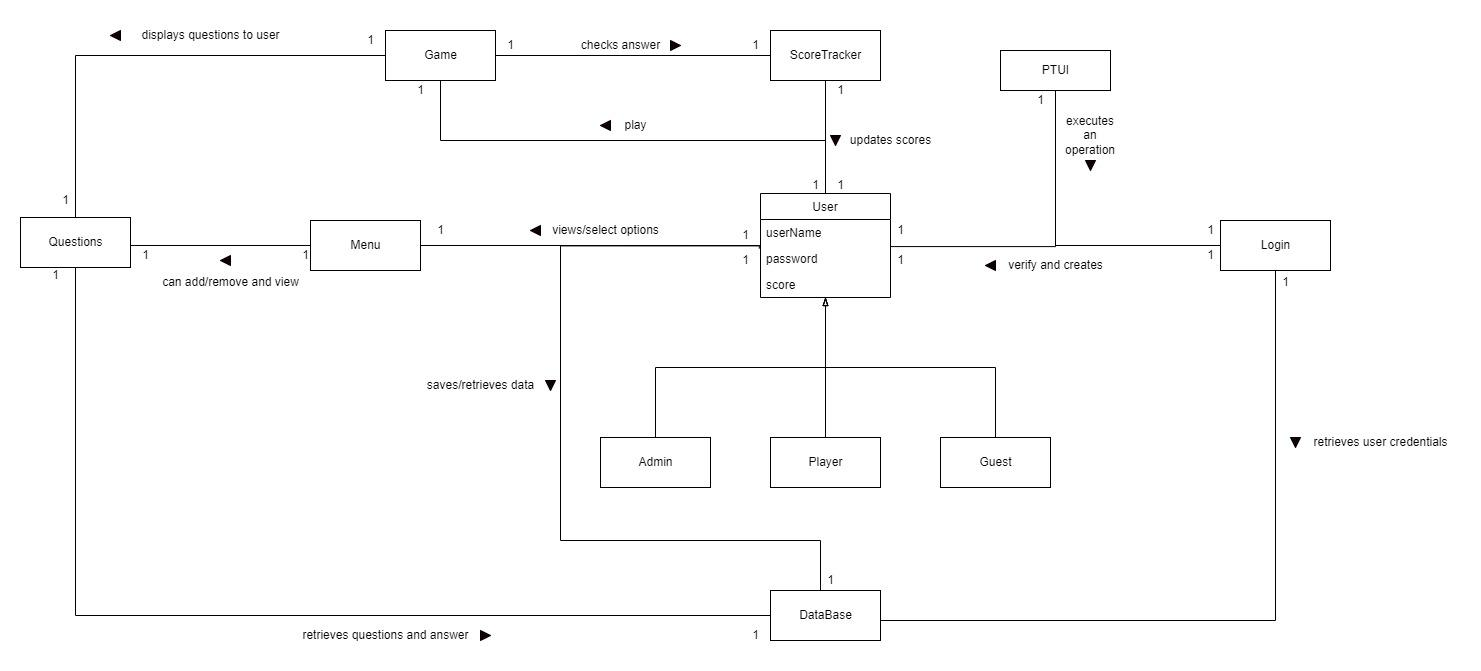 displays questions to user
1
Game
1
checks answer
1
ScoreTracker
PTUI
1
1
1
executes
an
operation
play
updates scores
1
1
1
Questions
1
Menu
1
views/select options
1
User
userName
password
score
1
1
Login
1
1
can add/remove and view
1
1
1
verify and creates
1
1
1
saves/retrieves data
Admin
Player
Guest
retrieves user credentials
1
DataBase
retrieves questions and answer
1